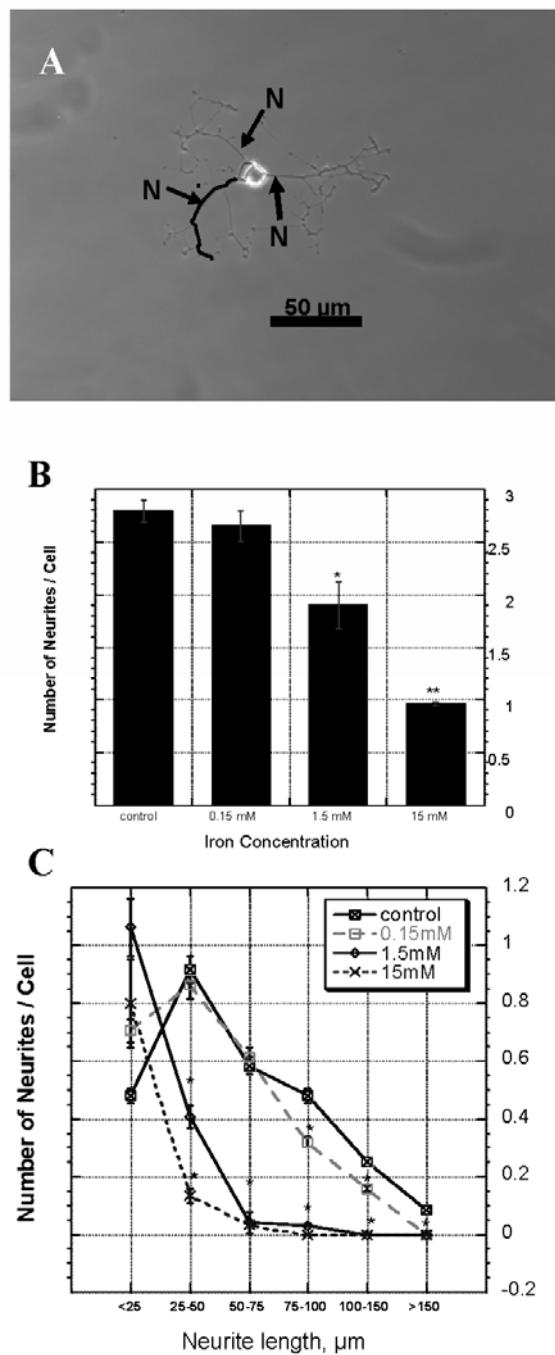 A
N
N
N
50 µm
B
Number of Neurites / Cell
3
2.5
2
1.5
1
0.5
0
*
**
control 0.15 mM 1.5 mM 15 mM
Iron Concentration
C
Number of Neurites / Cell
control
0.15mM
1.5mM
15mM
1.2
1
0.8
0.6
0.4
0.2
0
-0.2
* * * * * * * *
<25 25-50 50-75 75-100 100-150 >150
Neurite length, µm